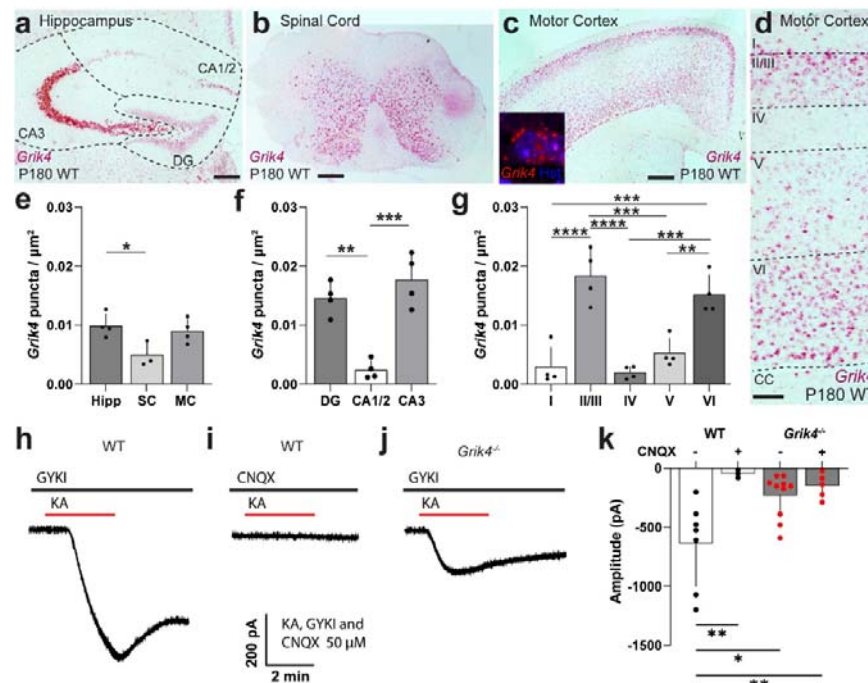 a Hippocampus
CA1/2
CA3
DG
Grik4
P180 WT
b Spinal Cord
Grik4
P180 WT
c Motor Cortex
Grik4 Hst
Grik4
P180 WT
d Motor Cortex
I
II/III
IV
V
VI
CC
Grik4
P180 WT
e
Grik4 puncta / µm²
0.03
0.02
0.01
0.00
*
Hipp SC MC
f
Grik4 puncta / µm²
0.03
0.02
0.01
0.00
** ***
DG CA1/2 CA3
g
Grik4 puncta / µm²
0.03
0.02
0.01
0.00
***
***
**** **** ***
**
I II/III IV V VI
h WT
GYKI
KA
i WT
CNQX
KA
200 pA
2 min
KA, GYKI and
CNQX 50 µM
j Grik4-/-
GYKI
KA
k
WT Grik4-/-
CNQX - + - +
Amplitude (pA)
0
-500
-1000
-1500
**
*
**